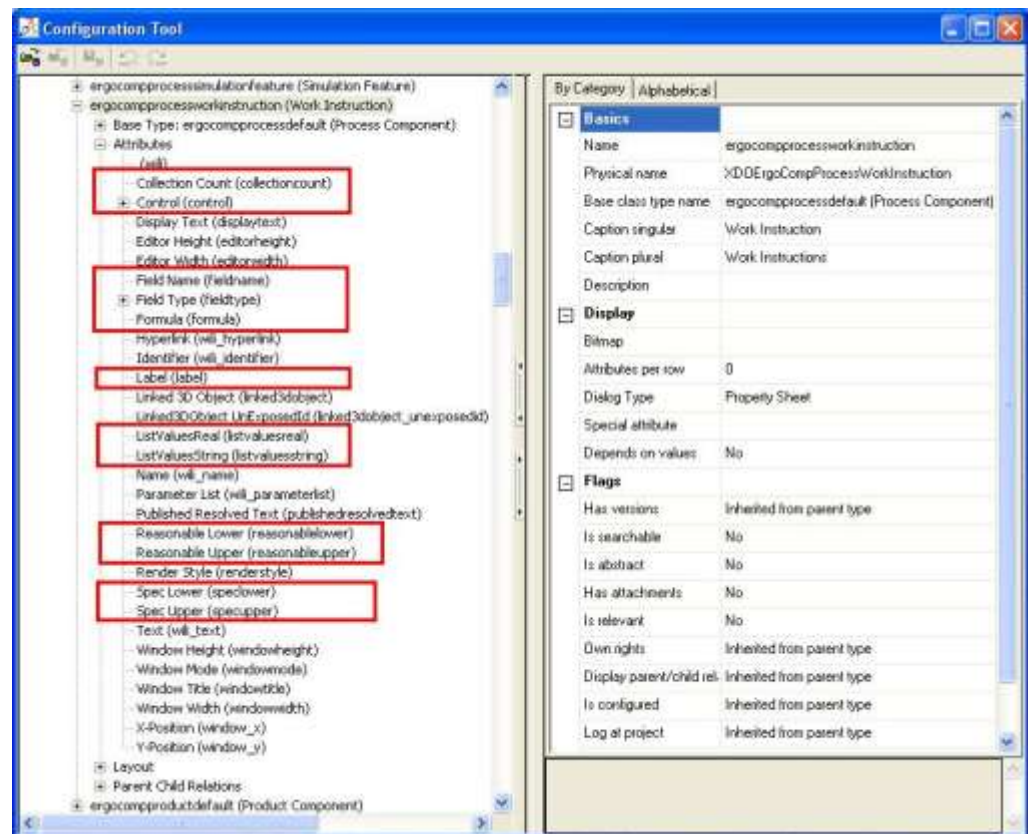 Configuration Tool
ergocompprocesssimulationfeature (Simulation Feature)
ergocompprocessworkinstruction (Work Instruction)
Base Type: ergocompprocessdefault (Process Component)
Attributes
Collection Count (collectioncount)
Control (control)
Display Text (displaytext)
Editor Height (editorheight)
Editor Width (editorwidth)
Field Name (fieldname)
Field Type (fieldtype)
Formula (formula)
Hyperlink (wili_hyperlink)
Identifier (wili_identifier)
Label (label)
Linked 3D Object (linked3dobject)
Linked3DObject UnExposedId (linked3dobject_unexposedid)
ListValuesReal (listvaluesreal)
ListValuesString (listvaluesstring)
Name (wili_name)
Parameter List (wili_parameterlist)
Published Resolved Text (publishedresolvedtext)
Reasonable Lower (reasonablelower)
Reasonable Upper (reasonableupper)
Render Style (renderstyle)
Spec Lower (speclower)
Spec Upper (specupper)
Text (wili_text)
Window Height (windowheight)
Window Mode (windowmode)
Window Title (windowtitle)
Window Width (windowwidth)
X-Position (window_x)
Y-Position (window_y)
Layout
Parent Child Relations
ergocompproductdefault (Product Component)
By Category Alphabetical
Basics
Name ergocompprocessworkinstruction
Physical name XDOErgoCompProcessWorkInstruction
Base class type name ergocompprocessdefault (Process Component)
Caption singular Work Instruction
Caption plural Work Instructions
Description
Display
Bitmap
Attributes per row 0
Dialog Type Property Sheet
Special attribute
Depends on values No
Flags
Has versions Inherited from parent type
Is searchable No
Is abstract No
Has attachments No
Is relevant No
Own rights Inherited from parent type
Display parent/child rel Inherited from parent type
Is configured Inherited from parent type
Log at project Inherited from parent type